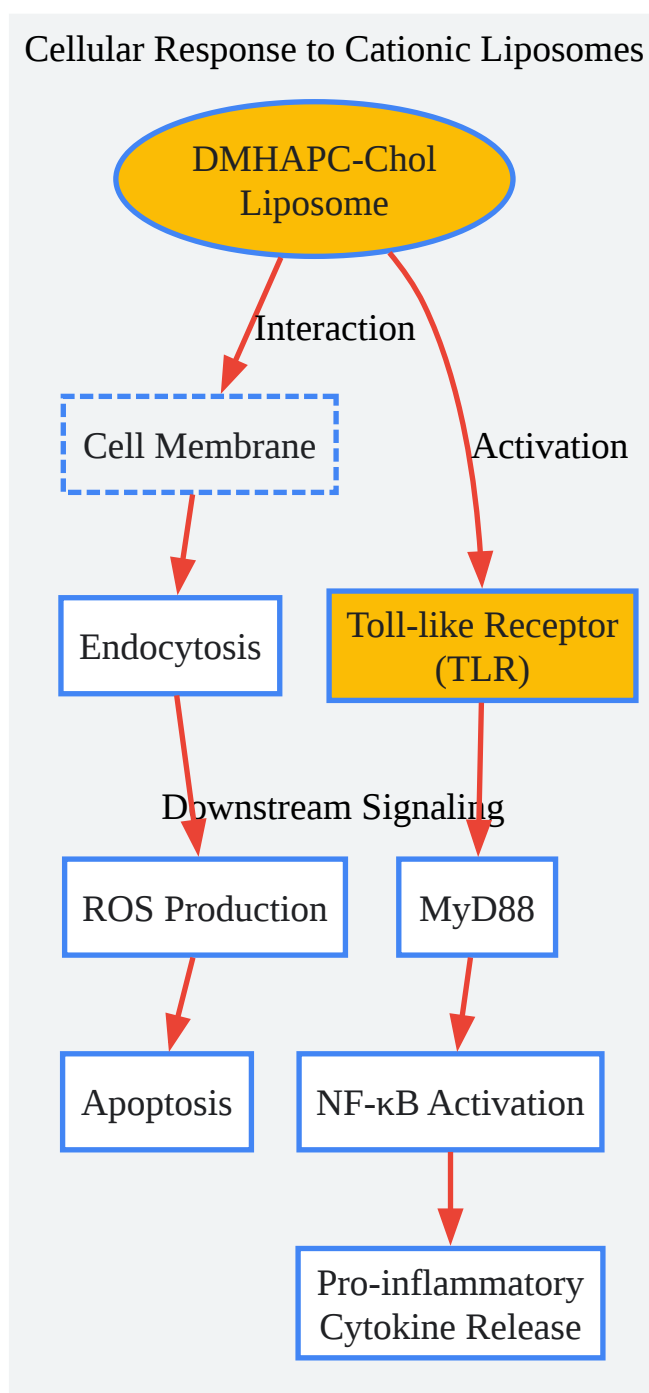 Cellular Response to Cationic Liposomes
DMHAPC-Chol
Liposome
Interaction
Cell Membrane
Activation
Endocytosis
Toll-like Receptor
(TLR)
Downstream Signaling
ROS Production
MyD88
Apoptosis
NF-κB Activation
Pro-inflammatory
Cytokine Release